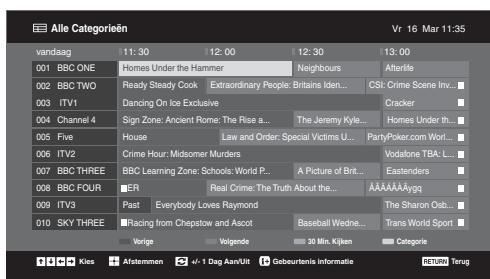 Alle Categorieën Vr 16 Mar 11:35
vandaag 11:30 12:00 12:30 13:00
001 BBC ONE Homes Under the Hammer Neighbours Afterlife
002 BBC TWO Ready Steady Cook Extraordinary People: Britains Iden... CSI: Crime Scene Inv...
003 ITV1 Dancing On Ice Exclusive Cracker
004 Channel 4 Sign Zone: Ancient Rome: The Rise a... The Jeremy Kyle... Homes Under th...
005 Five House Law and Order: Special Victims U... PartyPoker.com Worl...
006 ITV2 Crime Hour: Midsomer Murders Vodafone TBA: L...
007 BBC THREE BBC Learning Zone: Schools: World P... A Picture of Brit... Eastenders
008 BBC FOUR ER Real Crime: The Truth About the... ÂÂÂÂÂÂygq
009 ITV3 Past Everybody Loves Raymond The Sharon Osb...
010 SKY THREE Racing from Chepstow and Ascot Baseball Wedne... Trans World Sport
Vorige Volgende 30 Min. Kijken Categorie
Kies Afstemmen +/- 1 Dag Aan/Uit Gebeurtenis informatie RETURN Terug